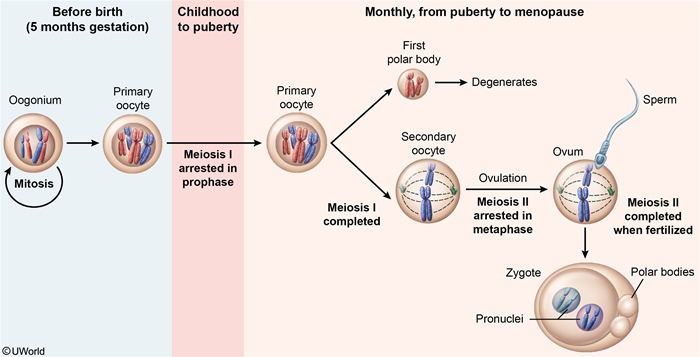 Before birth
(5 months gestation)
Childhood
to puberty
Monthly, from puberty to menopause
Oogonium
Mitosis
Primary
oocyte
Meiosis I
arrested in
prophase
Primary
oocyte
First
polar body
Degenerates
Meiosis I
completed
Secondary
oocyte
Ovulation
Meiosis II
arrested in
metaphase
Sperm
Ovum
Meiosis II
completed
when fertilized
Zygote
Polar bodies
Pronuclei
©UWorld